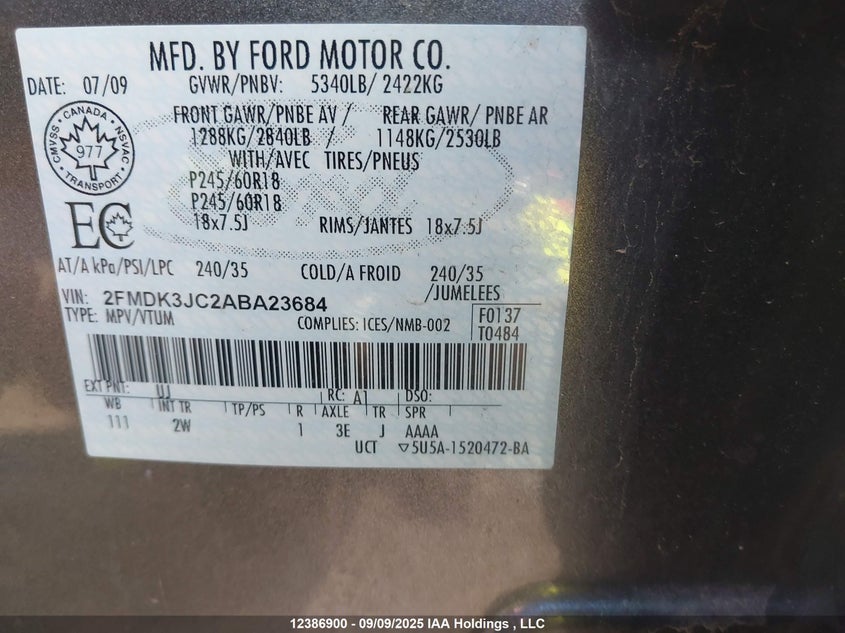 MFD. BY FORD MOTOR CO.
DATE: 07/09 GVWR/PNBV: 5340LB/ 2422KG
FRONT GAWR/PNBE AV / REAR GAWR/ PNBE AR
1288KG/2840LB / 1148KG/2530LB
WITH/AVEC TIRES/PNEUS
P245/60R18
P245/60R18
18x7.5J RIMS/JANTES 18x7.5J
CANADA
CMVSS 977 NSVAC
TRANSPORT
EC
AT/A kPa/PSI/LPC 240/35 COLD/A FROID 240/35
/JUMELEES
VIN: 2FMDK3JC2ABA23684
TYPE: MPV/VTUM COMPLIES: ICES/NMB-002
F0137
T0484
EXT PNT: UJ RC: A1 DSO:
WB INT TR TP/PS R AXLE TR SPR
111 2W 1 3E J AAAA
UCT ▽5U5A-1520472-BA
12386900 - 09/09/2025 IAA Holdings , LLC